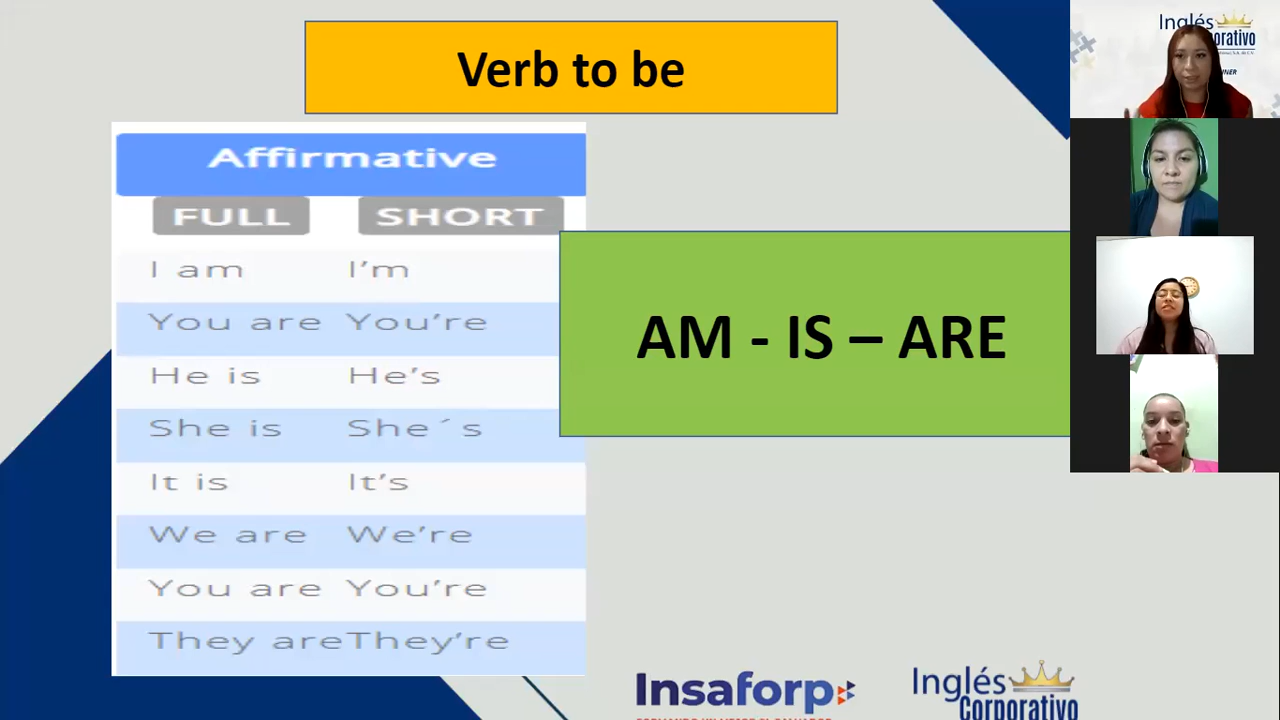 Verb to be
Affirmative
FULL SHORT
I am I'm
You are You're
He is He's
She is She´s
It is It's
We are We're
You are You're
They are They're
AM - IS – ARE
Insaforp
Inglés
Corporativo
Inglés